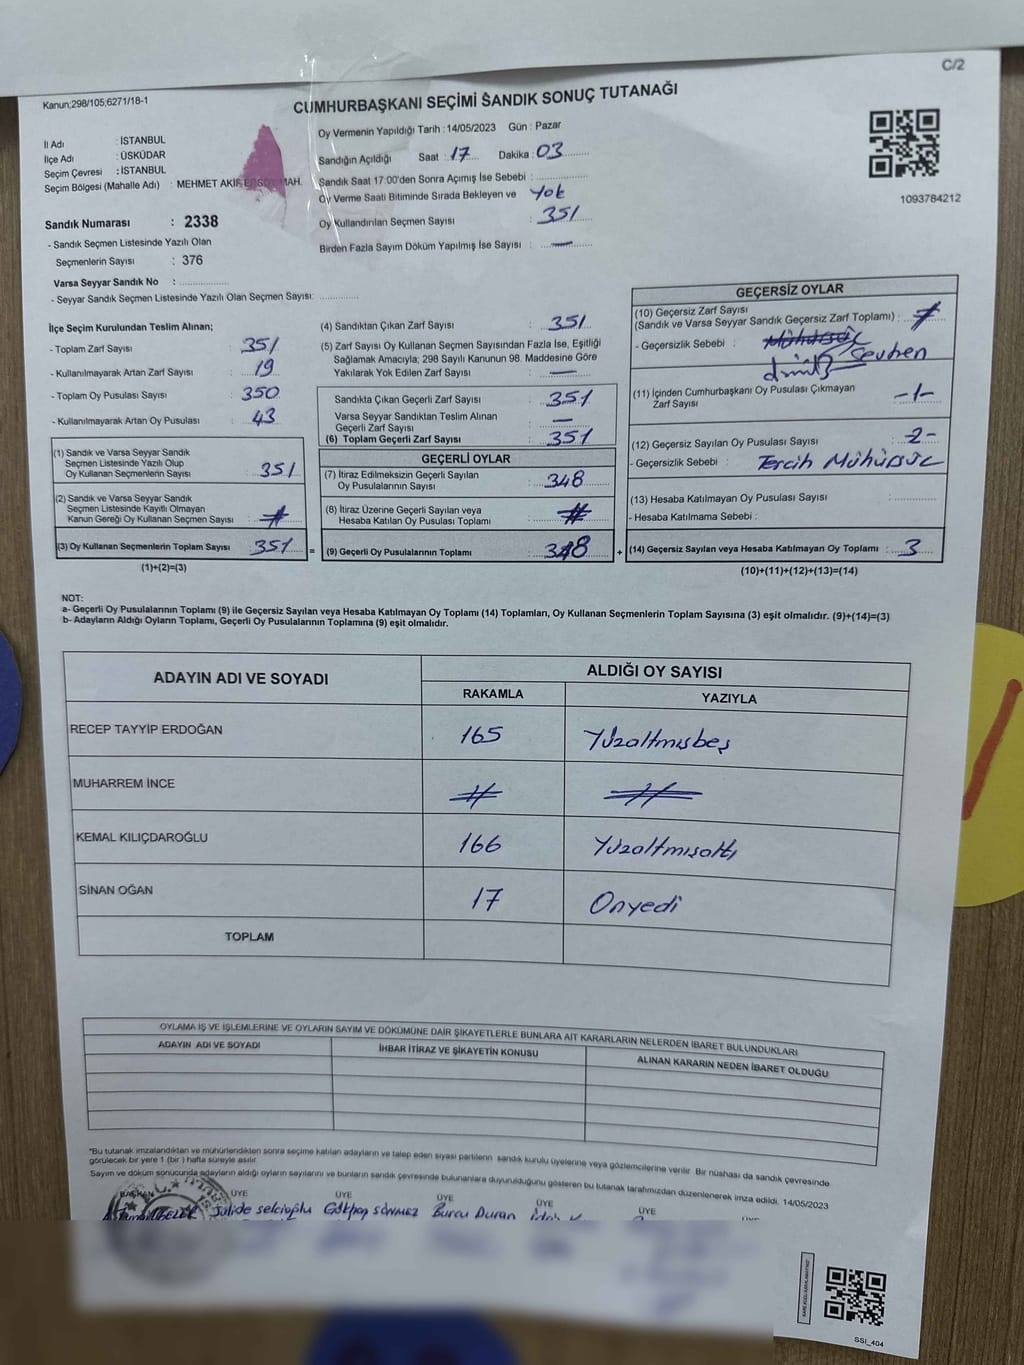 C/2
Kanun;298/105;6271/18-1
CUMHURBAŞKANI SEÇİMİ SANDIK SONUÇ TUTANAĞI
İl Adı : İSTANBUL
İlçe Adı : ÜSKÜDAR
Seçim Çevresi : İSTANBUL
Seçim Bölgesi (Mahalle Adı) : MEHMET AKİF ERSOY MAH.
Sandık Numarası : 2338
- Sandık Seçmen Listesinde Yazılı Olan
Seçmenlerin Sayısı : 376
Varsa Seyyar Sandık No :
- Seyyar Sandık Seçmen Listesinde Yazılı Olan Seçmen Sayısı:
Oy Vermenin Yapıldığı Tarih : 14/05/2023 Gün : Pazar
Sandığın Açıldığı Saat : 17 Dakika : 03
Sandık Saat 17:00'den Sonra Açımış İse Sebebi :
Oy Verme Saati Bitiminde Sırada Bekleyen ve Yok
Oy Kullandırılan Seçmen Sayısı : 351
Birden Fazla Sayım Döküm Yapılmış İse Sayısı : —
1093784212
İlçe Seçim Kurulundan Teslim Alınan;
- Toplam Zarf Sayısı : 351
- Kullanılmayarak Artan Zarf Sayısı : 19
- Toplam Oy Pusulası Sayısı : 350
- Kullanılmayarak Artan Oy Pusulası : 43
(1) Sandık ve Varsa Seyyar Sandık
Seçmen Listesinde Yazılı Olup
Oy Kullanan Seçmenlerin Sayısı : 351
(2) Sandık ve Varsa Seyyar Sandık
Seçmen Listesinde Kayıtlı Olmayan
Kanun Gereği Oy Kullanan Seçmen Sayısı :
(3) Oy Kullanan Seçmenlerin Toplam Sayısı : 351 =
(1)+(2)=(3)
(4) Sandıktan Çıkan Zarf Sayısı : 351
(5) Zarf Sayısı Oy Kullanan Seçmen Sayısından Fazla İse, Eşitliği
Sağlamak Amacıyla; 298 Sayılı Kanunun 98. Maddesine Göre
Yakılarak Yok Edilen Zarf Sayısı : —
Sandıkta Çıkan Geçerli Zarf Sayısı : 351
Varsa Seyyar Sandıktan Teslim Alınan
Geçerli Zarf Sayısı : —
(6) Toplam Geçerli Zarf Sayısı : 351
GEÇERLİ OYLAR
(7) İtiraz Edilmeksizin Geçerli Sayılan
Oy Pusulalarının Sayısı : 348
(8) İtiraz Üzerine Geçerli Sayılan veya
Hesaba Katılan Oy Pusulası Toplamı :
(9) Geçerli Oy Pusulalarının Toplamı : 348 +
GEÇERSİZ OYLAR
(10) Geçersiz Zarf Sayısı
(Sandık ve Varsa Seyyar Sandık Geçersiz Zarf Toplamı) :
- Geçersizlik Sebebi :
(11) İçinden Cumhurbaşkanı Oy Pusulası Çıkmayan
Zarf Sayısı : -1-
(12) Geçersiz Sayılan Oy Pusulası Sayısı : -2-
- Geçersizlik Sebebi : Tercih Mühürsüz
(13) Hesaba Katılmayan Oy Pusulası Sayısı :
- Hesaba Katılmama Sebebi :
(14) Geçersiz Sayılan veya Hesaba Katılmayan Oy Toplamı : 3
(10)+(11)+(12)+(13)=(14)
NOT:
a- Geçerli Oy Pusulalarının Toplamı (9) ile Geçersiz Sayılan veya Hesaba Katılmayan Oy Toplamı (14) Toplamları, Oy Kullanan Seçmenlerin Toplam Sayısına (3) eşit olmalıdır. (9)+(14)=(3)
b- Adayların Aldığı Oyların Toplamı, Geçerli Oy Pusulalarının Toplamına (9) eşit olmalıdır.
ADAYIN ADI VE SOYADI
ALDIĞI OY SAYISI
RAKAMLA YAZIYLA
RECEP TAYYİP ERDOĞAN 165 Yüzaltmışbeş
MUHARREM İNCE
KEMAL KILIÇDAROĞLU 166 Yüzaltmışaltı
SİNAN OĞAN 17 Onyedi
TOPLAM
OYLAMA İŞ VE İŞLEMLERİNE VE OYLARIN SAYIM VE DÖKÜMÜNE DAİR ŞİKAYETLERLE BUNLARA AİT KARARLARIN NELERDEN İBARET BULUNDUKLARI
ADAYIN ADI VE SOYADI
İHBAR İTİRAZ VE ŞİKAYETİN KONUSU
ALINAN KARARIN NEDEN İBARET OLDUĞU
*Bu tutanak imzalandıktan ve mühürlendikten sonra seçime katılan adayların ve talep eden siyasi partilerin sandık kurulu üyelerine veya gözlemcilerine verilir. Bir nüshası da sandık çevresinde
görülecek bir yere 1 (bir ) hafta süreyle asılır.
Sayım ve döküm sonucunda adayların aldığı oyların sayılarını ve bunların sandık çevresinde bulunanlara duyurulduğunu gösteren bu tutanak tarafımızdan düzenlenerek imza edildi. 14/05/2023
BAŞKAN ÜYE ÜYE ÜYE ÜYE ÜYE
Jülide Selcioğlu Gökhan SÖNMEZ Burcu Duran
SSI_404